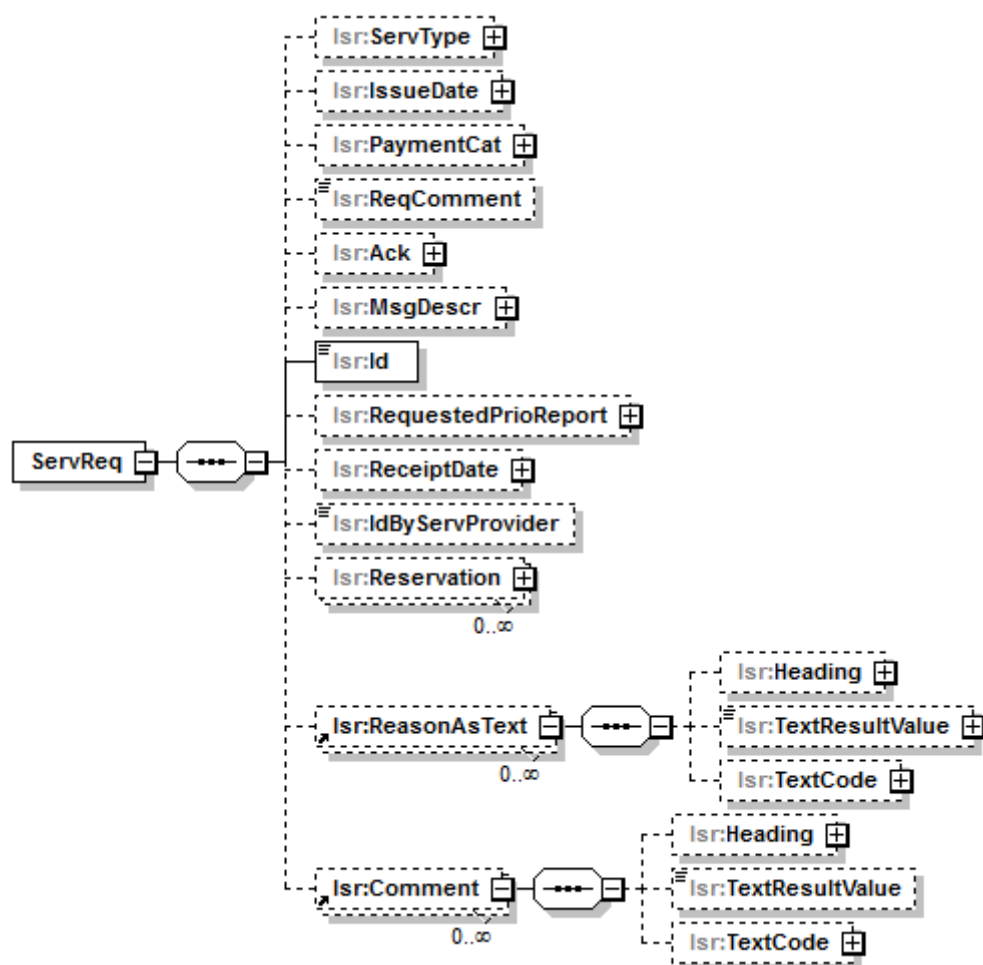 lsr:ServType
lsr:IssueDate
lsr:PaymentCat
lsr:ReqComment
lsr:Ack
lsr:MsgDescr
lsr:Id
lsr:RequestedPrioReport
ServReq
lsr:ReceiptDate
lsr:IdByServProvider
lsr:Reservation
0..∞
lsr:Heading
lsr:ReasonAsText
lsr:TextResultValue
0..∞
lsr:TextCode
lsr:Heading
lsr:Comment
lsr:TextResultValue
0..∞
lsr:TextCode